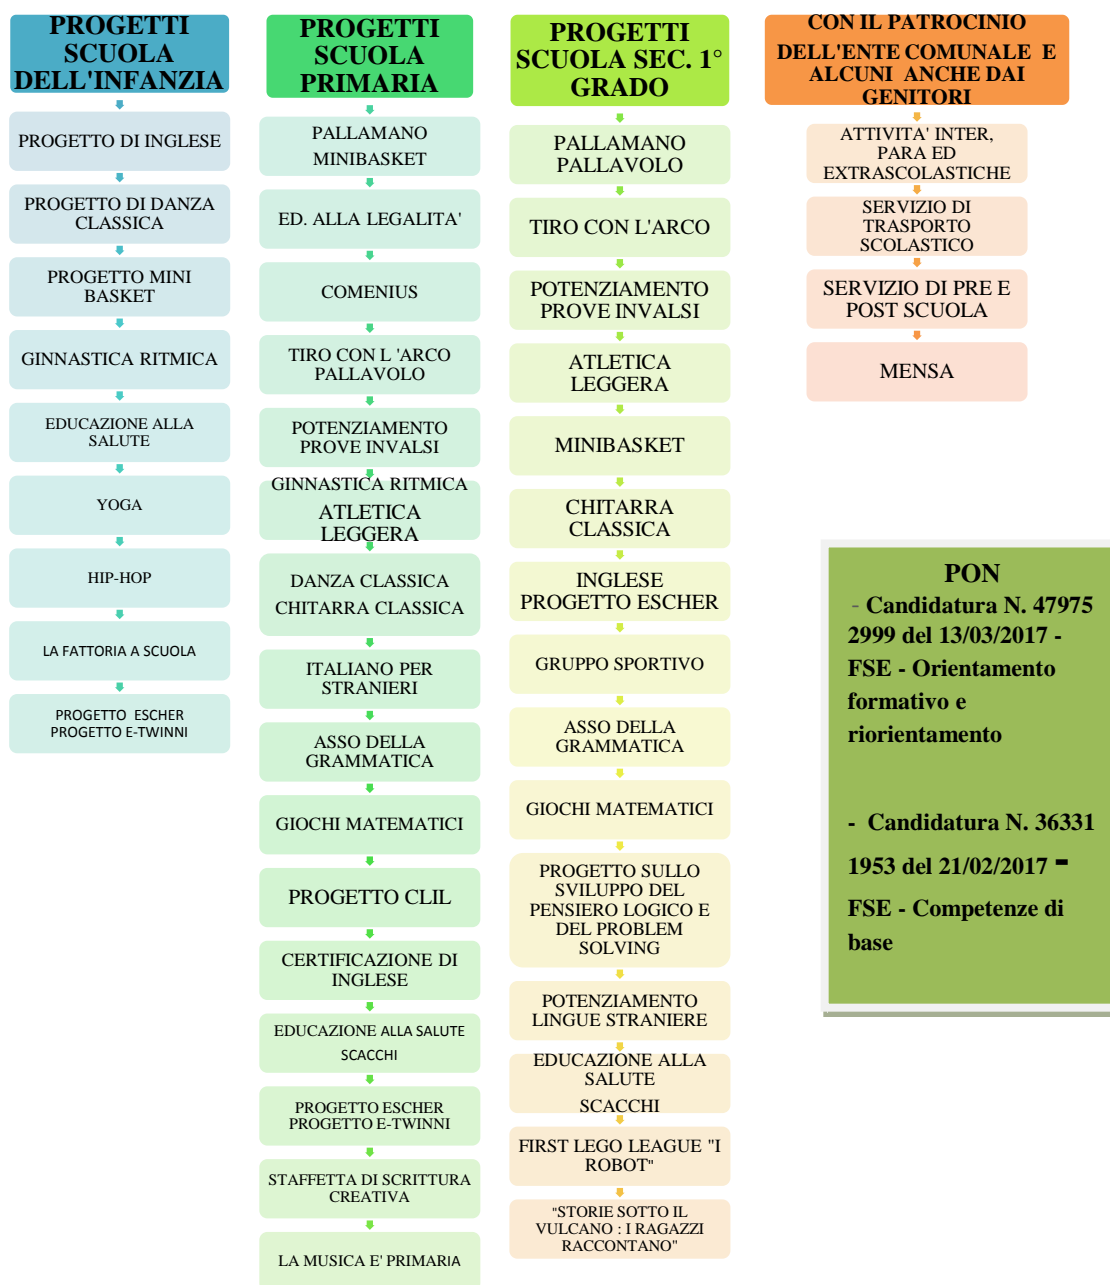 PROGETTI
SCUOLA
DELL'INFANZIA
PROGETTO DI INGLESE
PROGETTO DI DANZA
CLASSICA
PROGETTO MINI
BASKET
GINNASTICA RITMICA
EDUCAZIONE ALLA
SALUTE
YOGA
HIP-HOP
LA FATTORIA A SCUOLA
PROGETTO ESCHER
PROGETTO E-TWINNI
PROGETTI
SCUOLA
PRIMARIA
PALLAMANO
MINIBASKET
ED. ALLA LEGALITA'
COMENIUS
TIRO CON L 'ARCO
PALLAVOLO
POTENZIAMENTO
PROVE INVALSI
GINNASTICA RITMICA
ATLETICA
LEGGERA
DANZA CLASSICA
CHITARRA CLASSICA
ITALIANO PER
STRANIERI
ASSO DELLA
GRAMMATICA
GIOCHI MATEMATICI
PROGETTO CLIL
CERTIFICAZIONE DI
INGLESE
EDUCAZIONE ALLA SALUTE
SCACCHI
PROGETTO ESCHER
PROGETTO E-TWINNI
STAFFETTA DI SCRITTURA
CREATIVA
LA MUSICA E' PRIMARIA
PROGETTI
SCUOLA SEC. 1°
GRADO
PALLAMANO
PALLAVOLO
TIRO CON L'ARCO
POTENZIAMENTO
PROVE INVALSI
ATLETICA
LEGGERA
MINIBASKET
CHITARRA
CLASSICA
INGLESE
PROGETTO ESCHER
GRUPPO SPORTIVO
ASSO DELLA
GRAMMATICA
GIOCHI MATEMATICI
PROGETTO SULLO
SVILUPPO DEL
PENSIERO LOGICO E
DEL PROBLEM
SOLVING
POTENZIAMENTO
LINGUE STRANIERE
EDUCAZIONE ALLA
SALUTE
SCACCHI
FIRST LEGO LEAGUE "I
ROBOT"
"STORIE SOTTO IL
VULCANO : I RAGAZZI
RACCONTANO"
CON IL PATROCINIO
DELL'ENTE COMUNALE E
ALCUNI ANCHE DAI
GENITORI
ATTIVITA' INTER,
PARA ED
EXTRASCOLASTICHE
SERVIZIO DI
TRASPORTO
SCOLASTICO
SERVIZIO DI PRE E
POST SCUOLA
MENSA
PON
- Candidatura N. 47975
2999 del 13/03/2017 -
FSE - Orientamento
formativo e
riorientamento
- Candidatura N. 36331
1953 del 21/02/2017 -
FSE - Competenze di
base